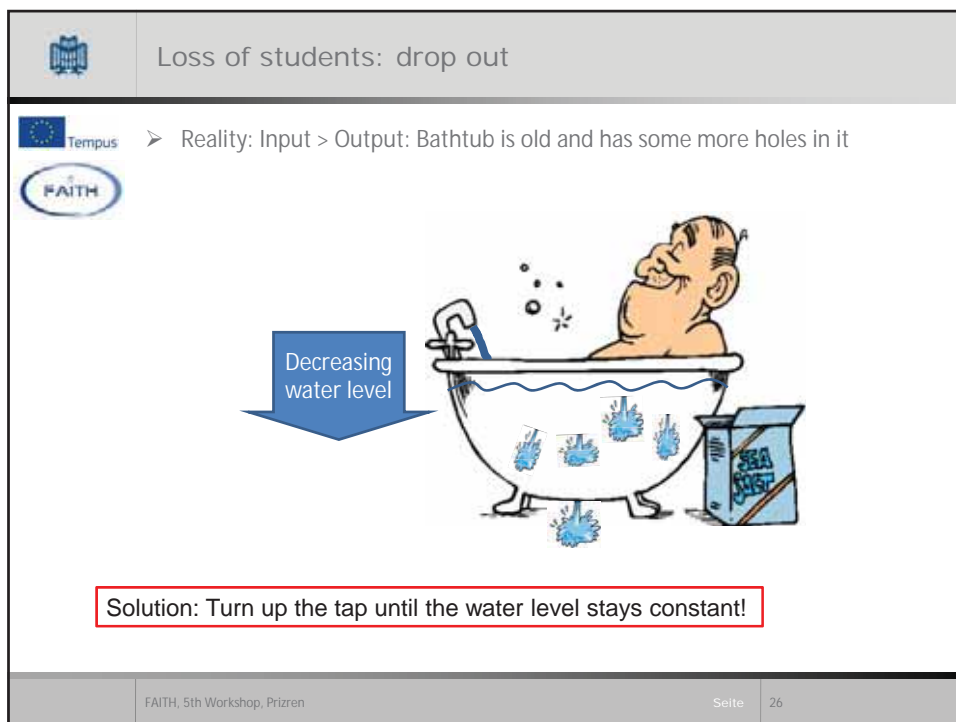 Loss of students: drop out
Tempus
FAITH
➢ Reality: Input > Output: Bathtub is old and has some more holes in it
Decreasing
water level
SEA
SALT
Solution: Turn up the tap until the water level stays constant!
FAITH, 5th Workshop, Prizren
Seite
26